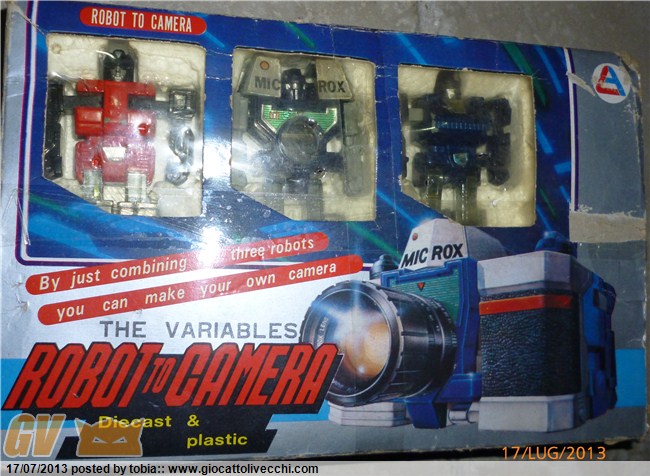 ROBOT TO CAMERA
MIC ROX
By just combining three robots
you can make your own camera
MIC ROX
THE VARIABLES
ROBOT TO CAMERA
Diecast &
plastic
GV
17/LUG/2013
17/07/2013 posted by tobia:: www.giocattolivecchi.com